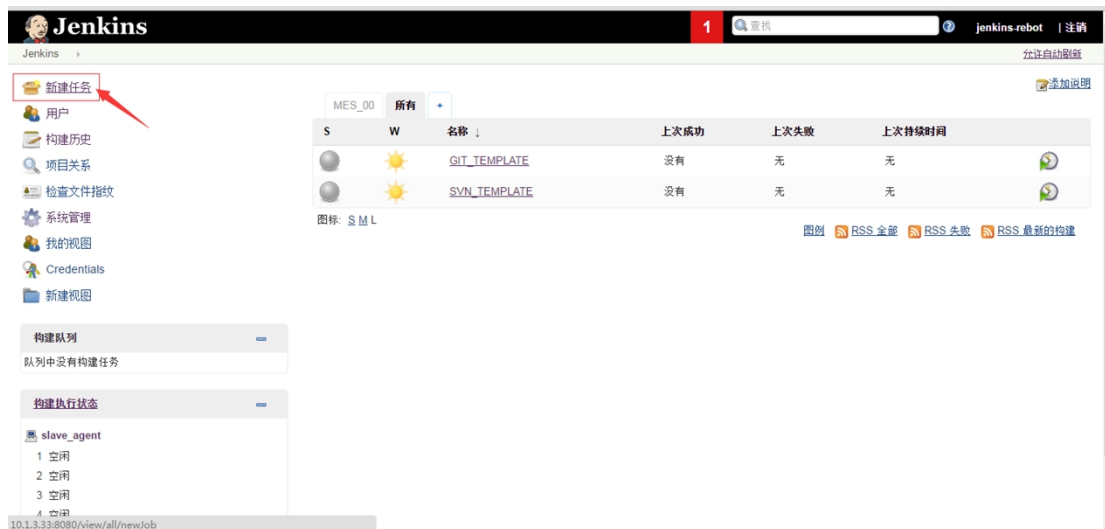 Jenkins 1 查找 jenkins-rebot | 注销
Jenkins 允许自动刷新
新建任务
用户
构建历史
项目关系
检查文件指纹
系统管理
我的视图
Credentials
新建视图
构建队列
队列中没有构建任务
构建执行状态
slave_agent
1 空闲
2 空闲
3 空闲
4 空闲
10.1.3.33:8080/view/all/newJob
添加说明
MES_00 所有 +
S W 名称 ↓ 上次成功 上次失败 上次持续时间
GIT_TEMPLATE 没有 无 无
SVN_TEMPLATE 没有 无 无
图标: S M L
图例 RSS 全部 RSS 失败 RSS 最新的构建